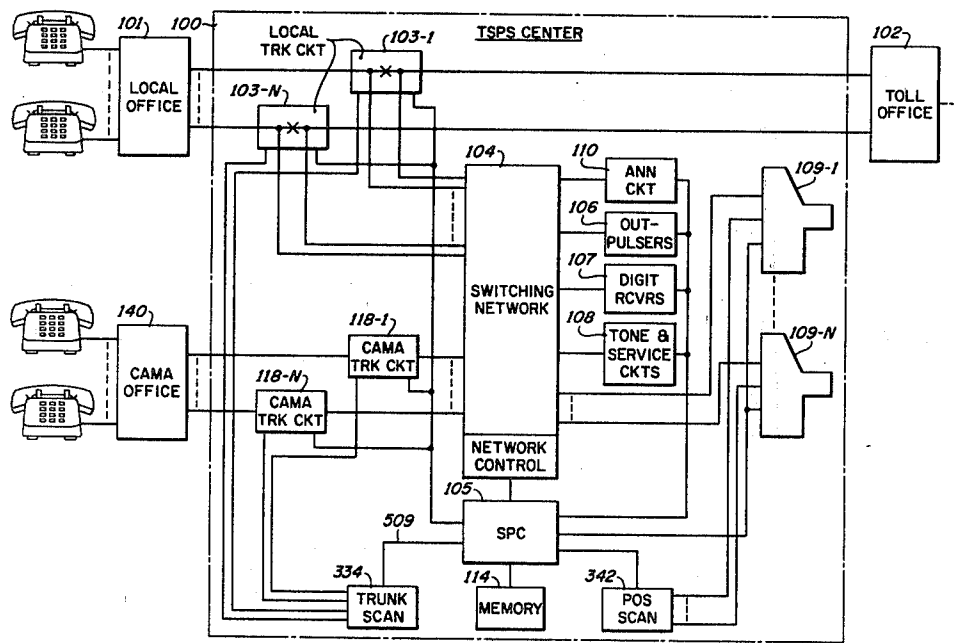 101
100
TSPS CENTER
LOCAL
TRK CKT
103-1
102
LOCAL
OFFICE
103-N
TOLL
OFFICE
104
110
ANN
CKT
109-1
106
OUT-
PULSERS
107
DIGIT
RCVRS
SWITCHING
NETWORK
108
TONE &
SERVICE
CKTS
140
118-1
CAMA
TRK CKT
109-N
CAMA
OFFICE
118-N
CAMA
TRK CKT
NETWORK
CONTROL
105
SPC
509
334
TRUNK
SCAN
114
MEMORY
342
POS
SCAN